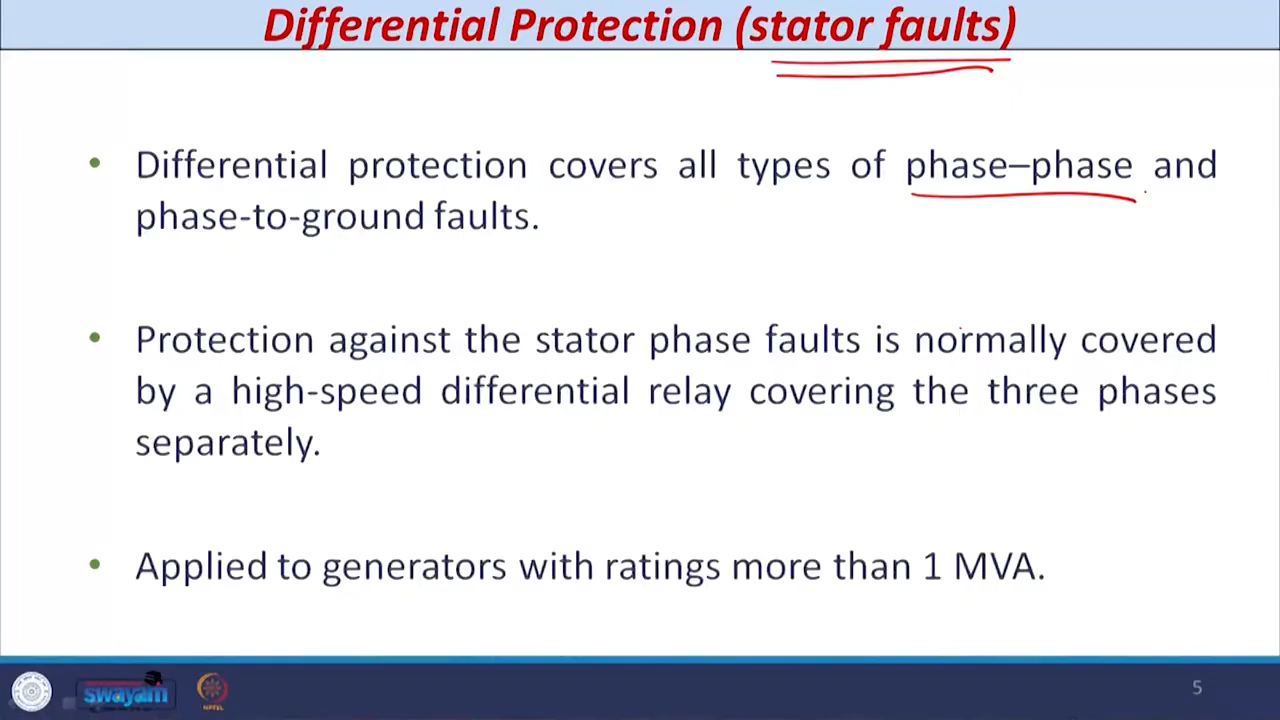 Differential Protection (stator faults)
• Differential protection covers all types of phase–phase and
phase-to-ground faults.
• Protection against the stator phase faults is normally covered
by a high-speed differential relay covering the three phases
separately.
• Applied to generators with ratings more than 1 MVA.
swayam
NPTEL
5